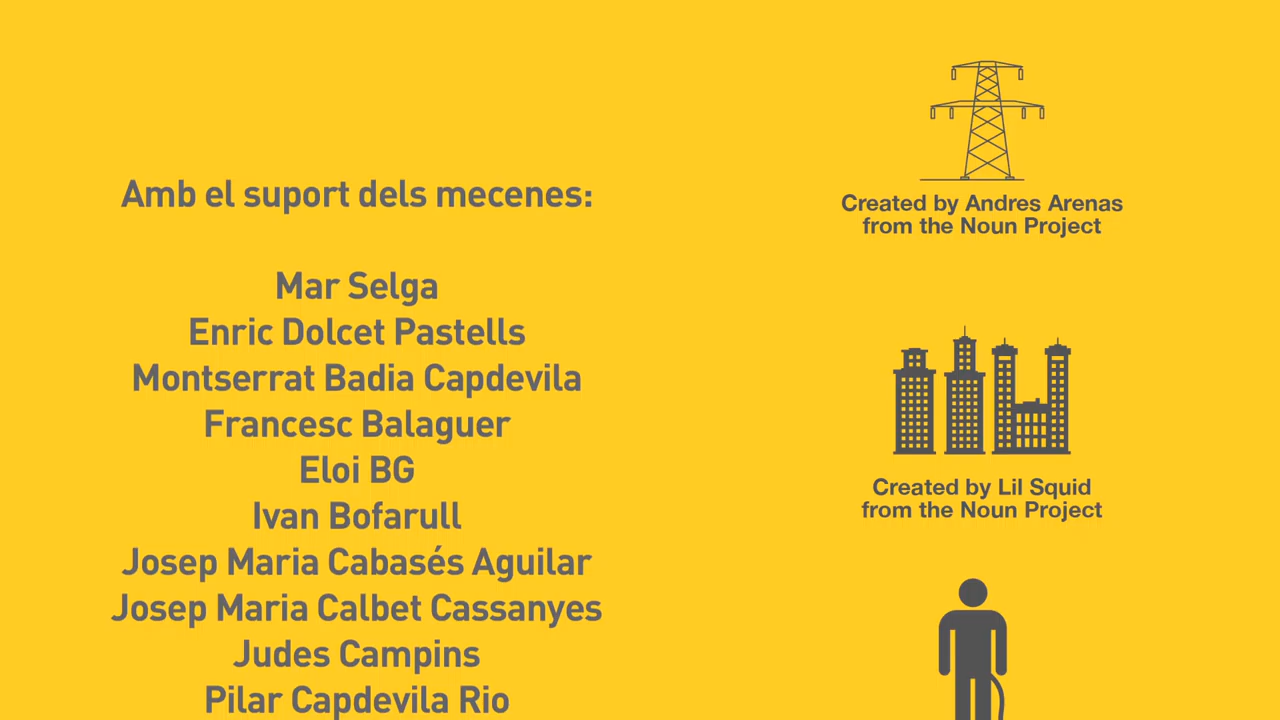 Amb el suport dels mecenes:
Mar Selga
Enric Dolcet Pastells
Montserrat Badia Capdevila
Francesc Balaguer
Eloi BG
Ivan Bofarull
Josep Maria Cabasés Aguilar
Josep Maria Calbet Cassanyes
Judes Campins
Pilar Capdevila Rio
Created by Andres Arenas
from the Noun Project
Created by Lil Squid
from the Noun Project